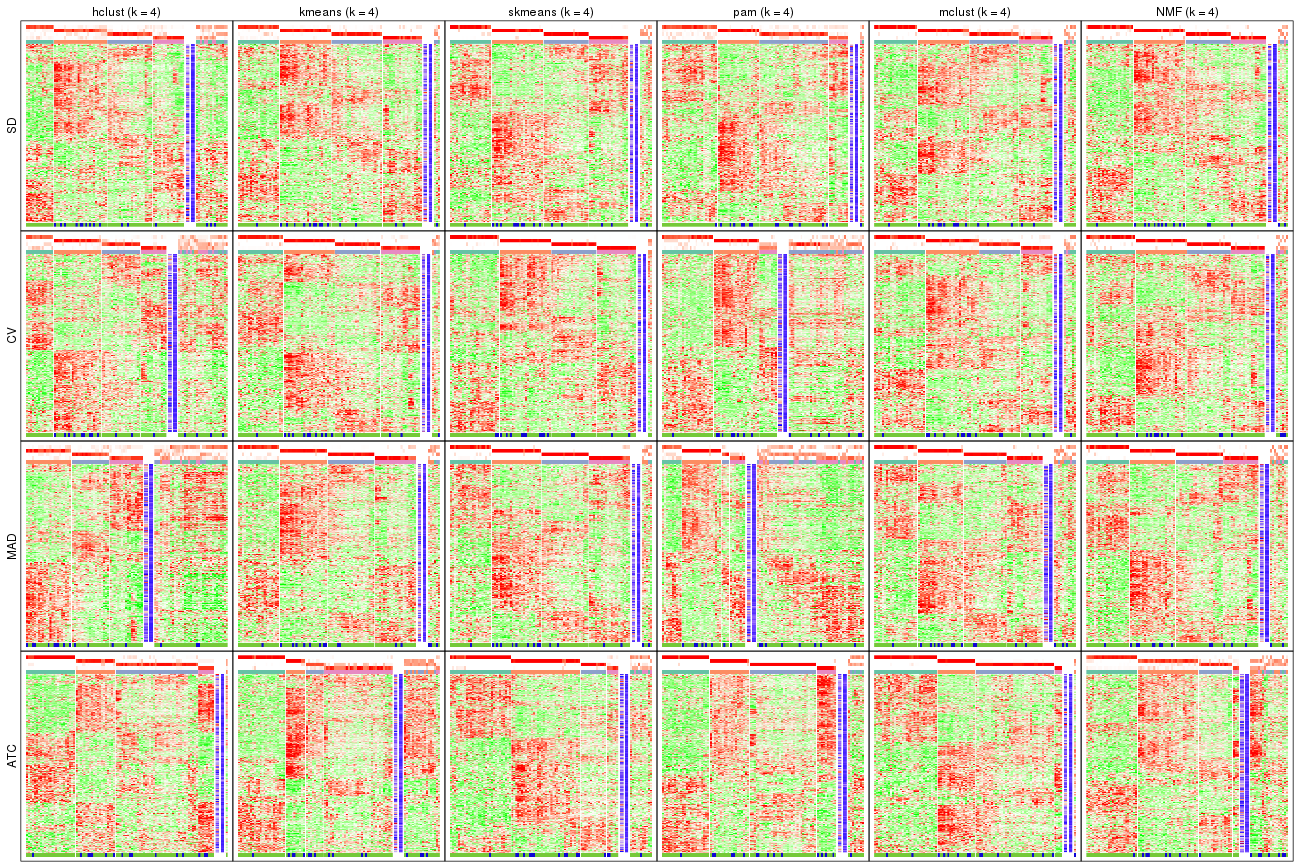 hclust (k = 4) kmeans (k = 4) skmeans (k = 4) pam (k = 4) mclust (k = 4) NMF (k = 4)
SD
CV
MAD
ATC